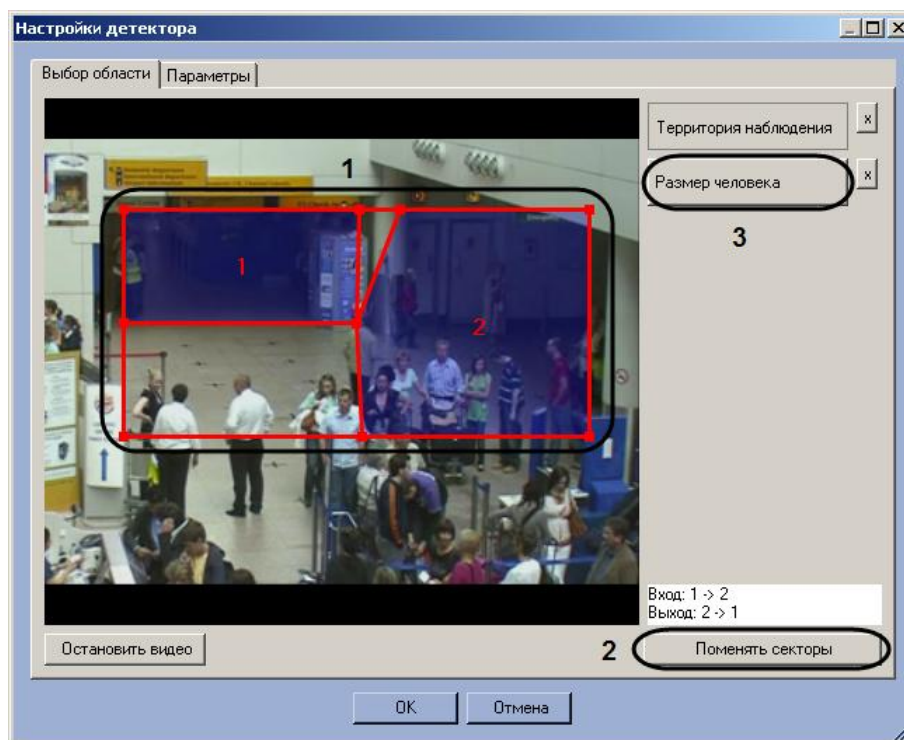 Настройки детектора
Выбор области
Параметры
Территория наблюдения
x
1
Размер человека
x
3
1
2
Вход: 1 -> 2
Выход: 2 -> 1
Остановить видео
2
Поменять секторы
OK
Отмена